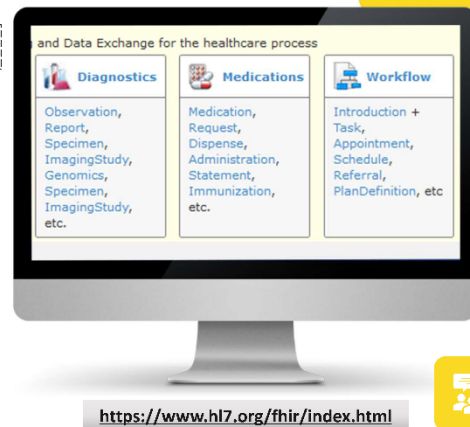 and Data Exchange for the healthcare process
Diagnostics
Observation,
Report,
Specimen,
ImagingStudy,
Genomics,
Specimen,
ImagingStudy,
etc.
Medications
Medication,
Request,
Dispense,
Administration,
Statement,
Immunization,
etc.
Workflow
Introduction +
Task,
Appointment,
Schedule,
Referral,
PlanDefinition, etc
https://www.hl7.org/fhir/index.html